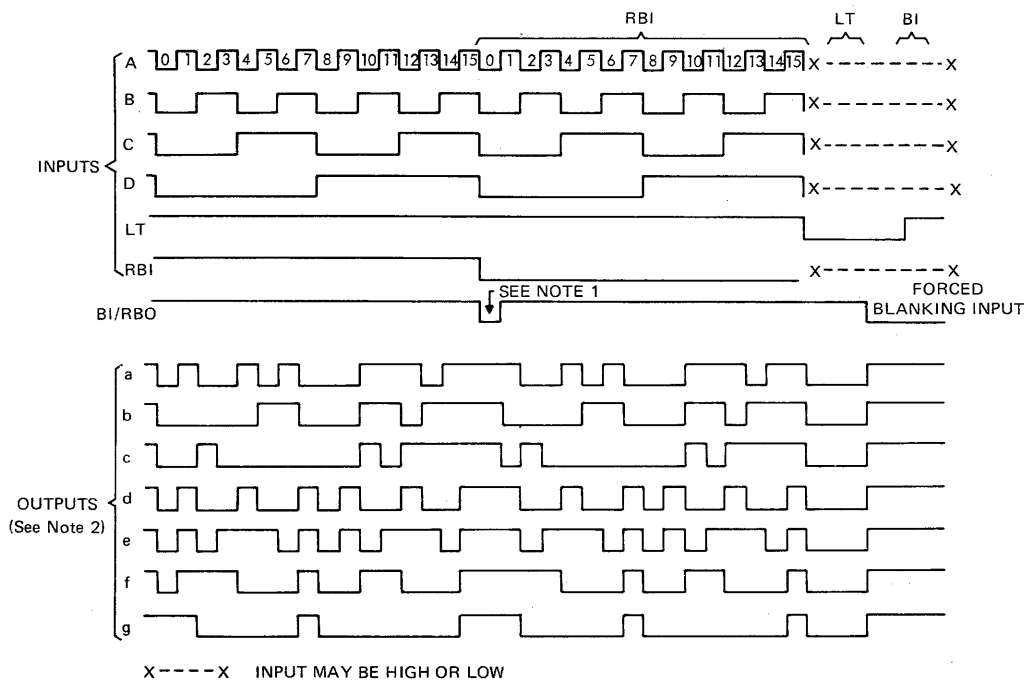 RBI LT BI
A 0 1 2 3 4 5 6 7 8 9 10 11 12 13 14 15 0 1 2 3 4 5 6 7 8 9 10 11 12 13 14 15 X - - - - - - X
B X - - - - - - X
C X - - - - - - X
INPUTS
D X - - - - - - X
LT
RBI X - - - - - - X
SEE NOTE 1
FORCED
BLANKING INPUT
BI/RBO
a
b
c
OUTPUTS
(See Note 2)
d
e
f
g
X - - - - X INPUT MAY BE HIGH OR LOW